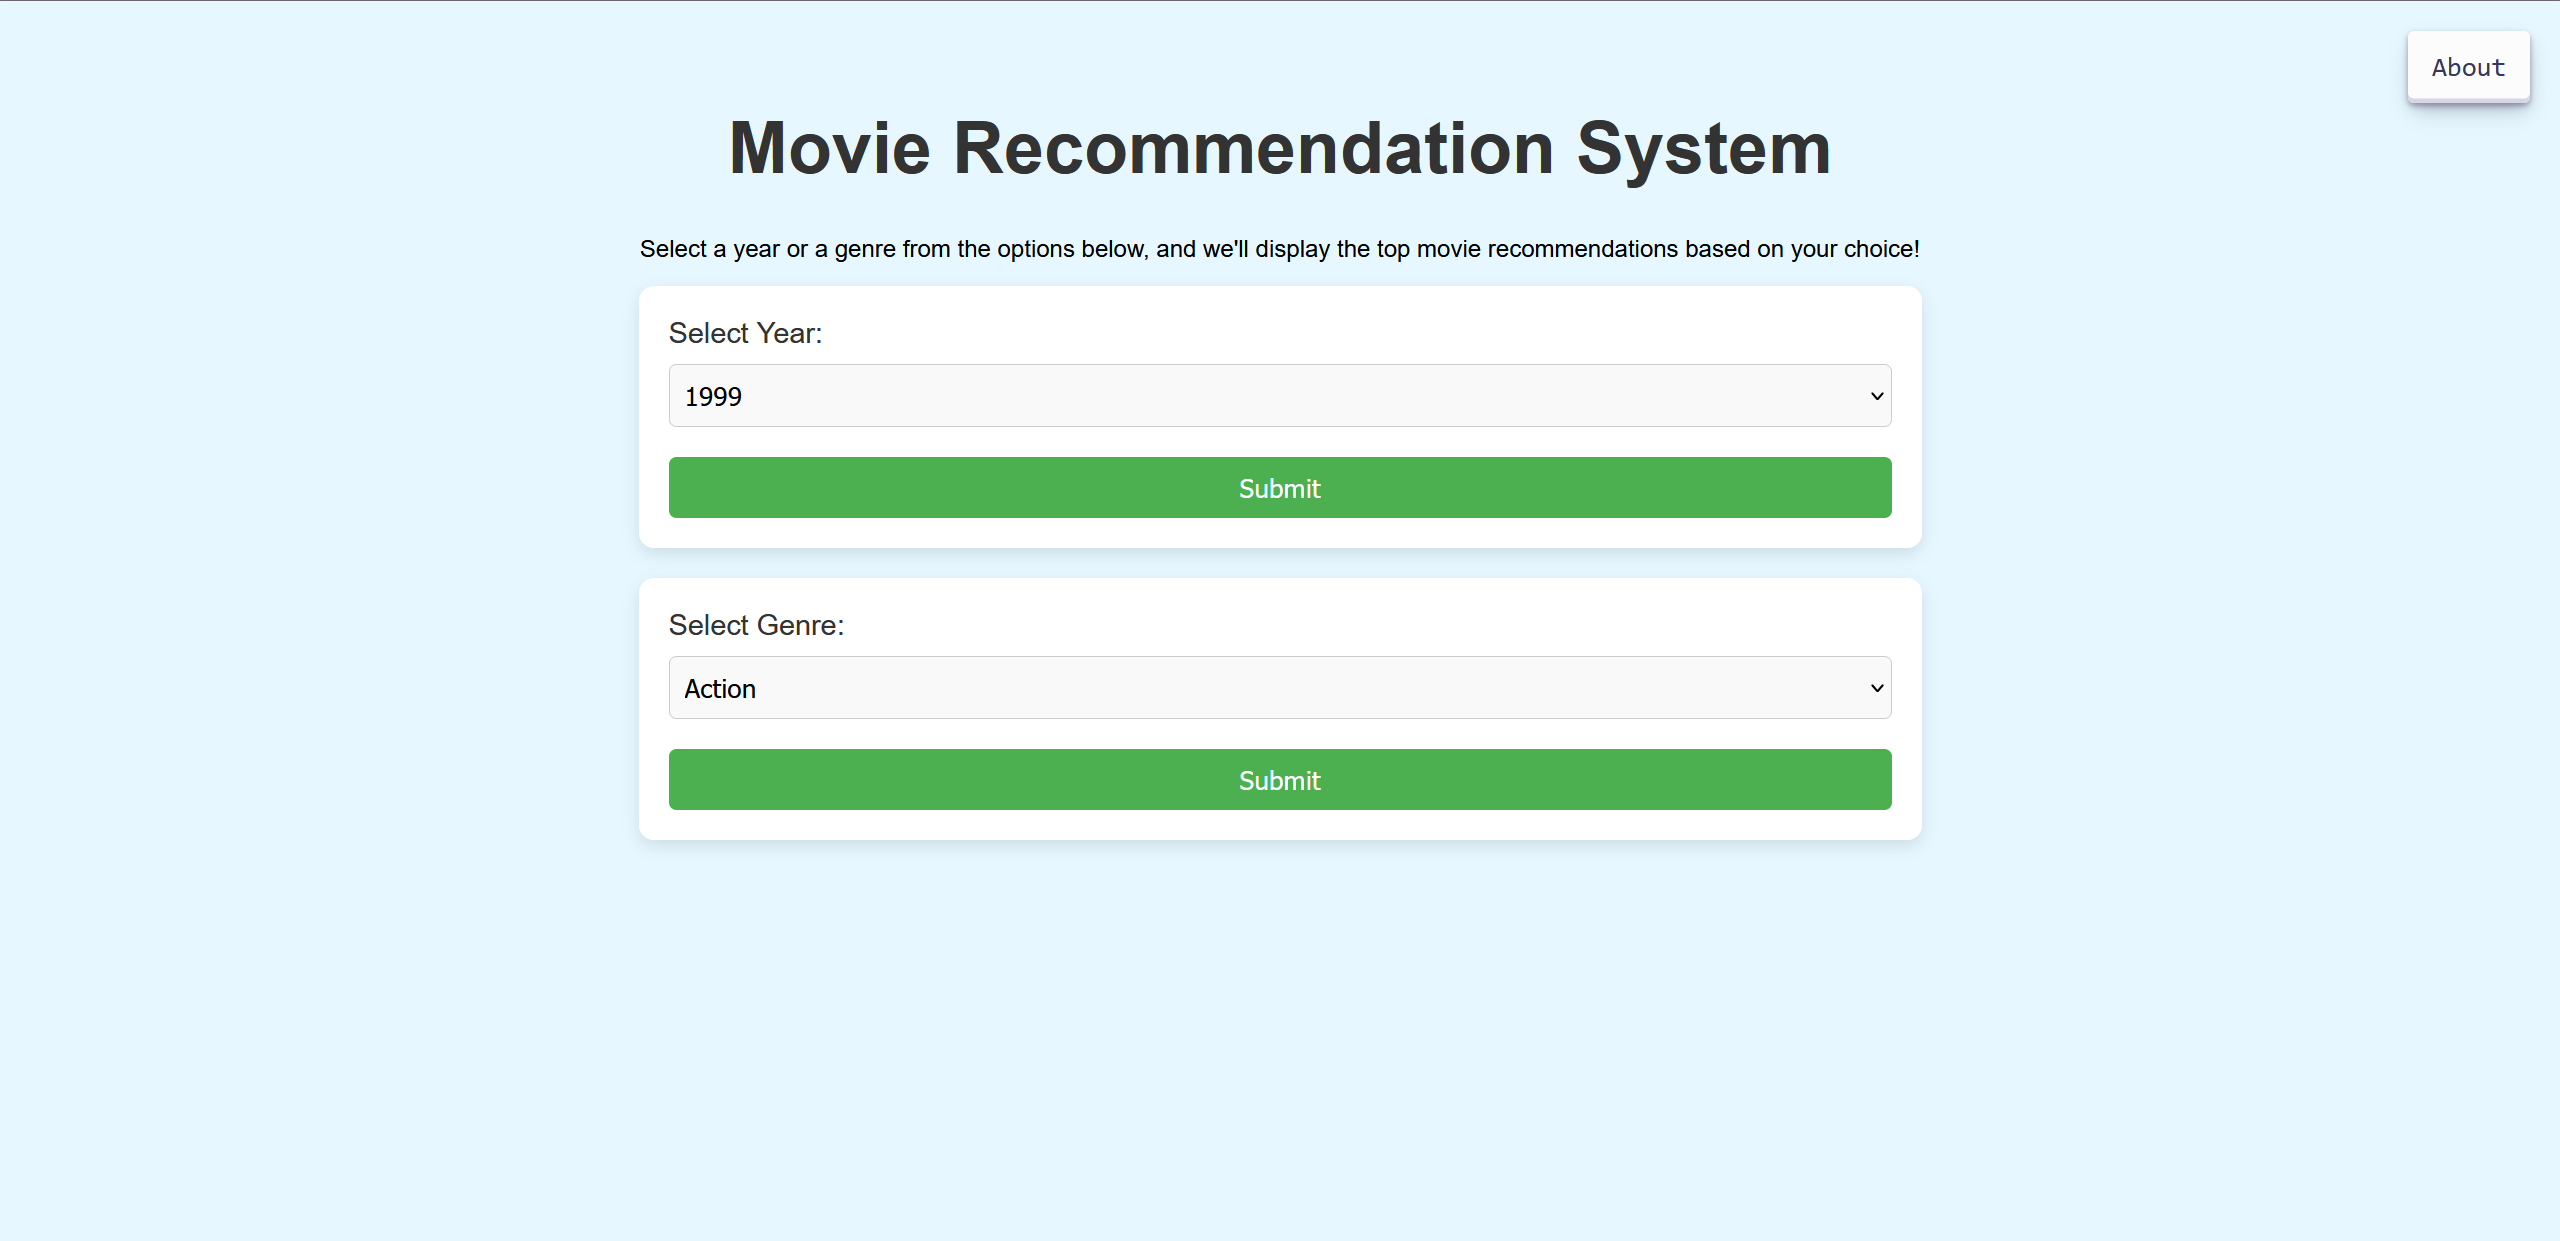 About
Movie Recommendation System
Select a year or a genre from the options below, and we'll display the top movie recommendations based on your choice!
Select Year:
1999
Submit
Select Genre:
Action
Submit